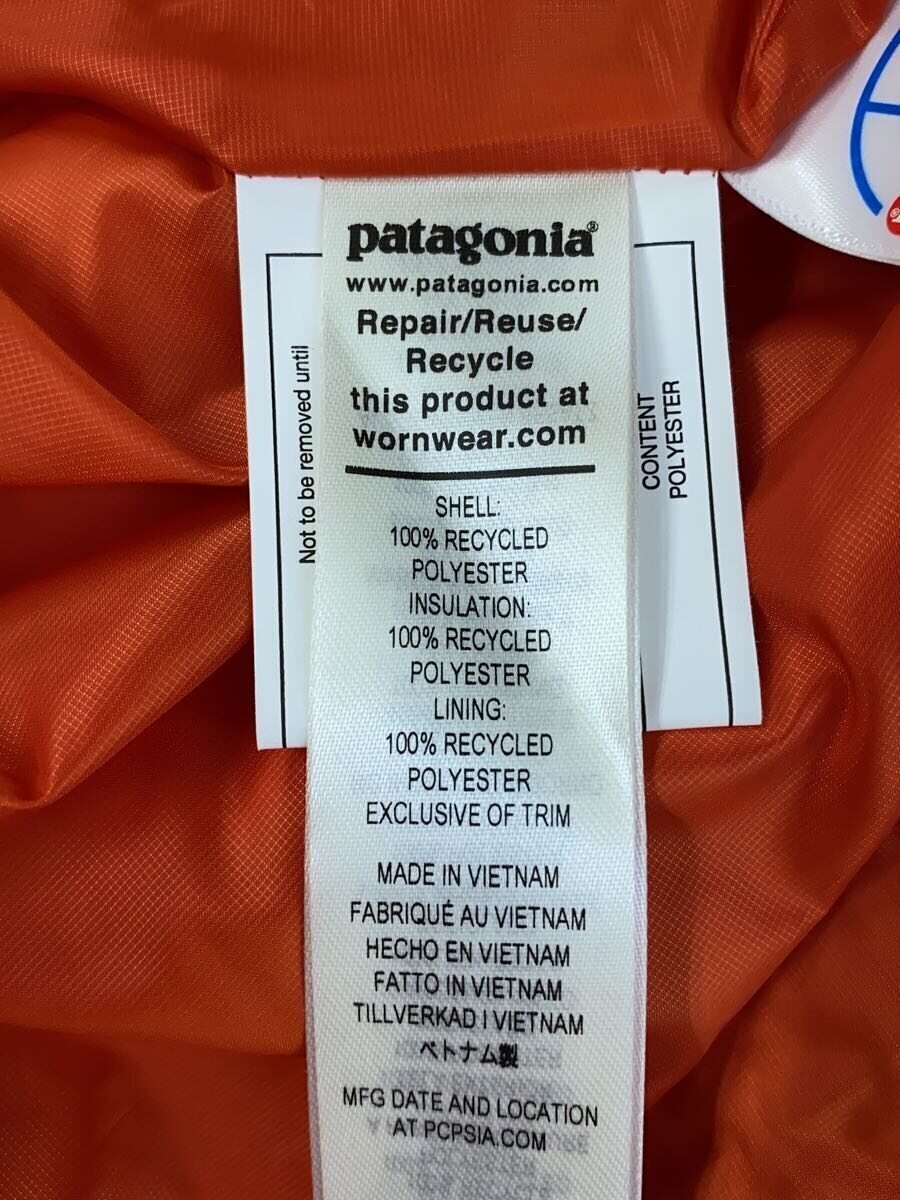 patagonia®
www.patagonia.com
Repair/Reuse/
Recycle
this product at
wornwear.com
SHELL:
100% RECYCLED
POLYESTER
INSULATION:
100% RECYCLED
POLYESTER
LINING:
100% RECYCLED
POLYESTER
EXCLUSIVE OF TRIM
MADE IN VIETNAM
FABRIQUÉ AU VIETNAM
HECHO EN VIETNAM
FATTO IN VIETNAM
TILLVERKAD I VIETNAM
ベトナム製
MFG DATE AND LOCATION
AT PCPSIA.COM
Not to be removed until
CONTENT
POLYESTER